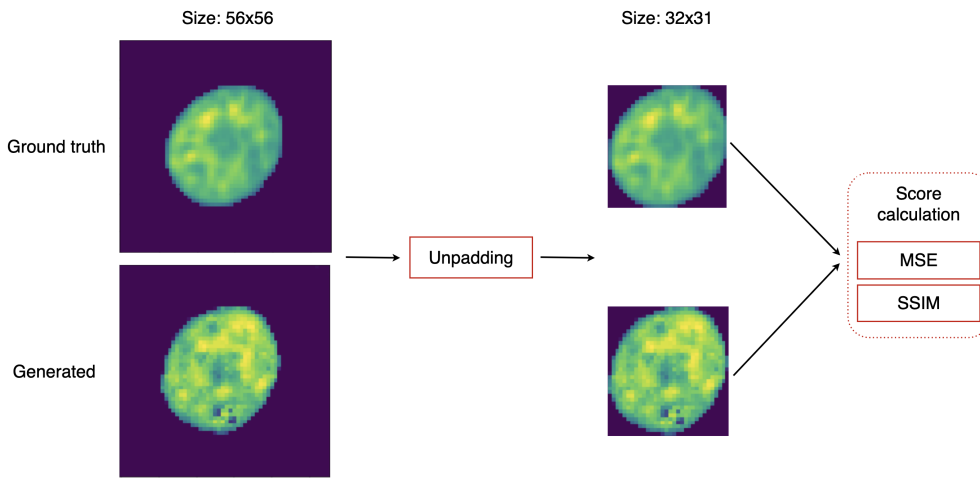 Size: 56x56
Size: 32x31
Ground truth
Score
calculation
Unpadding
MSE
SSIM
Generated